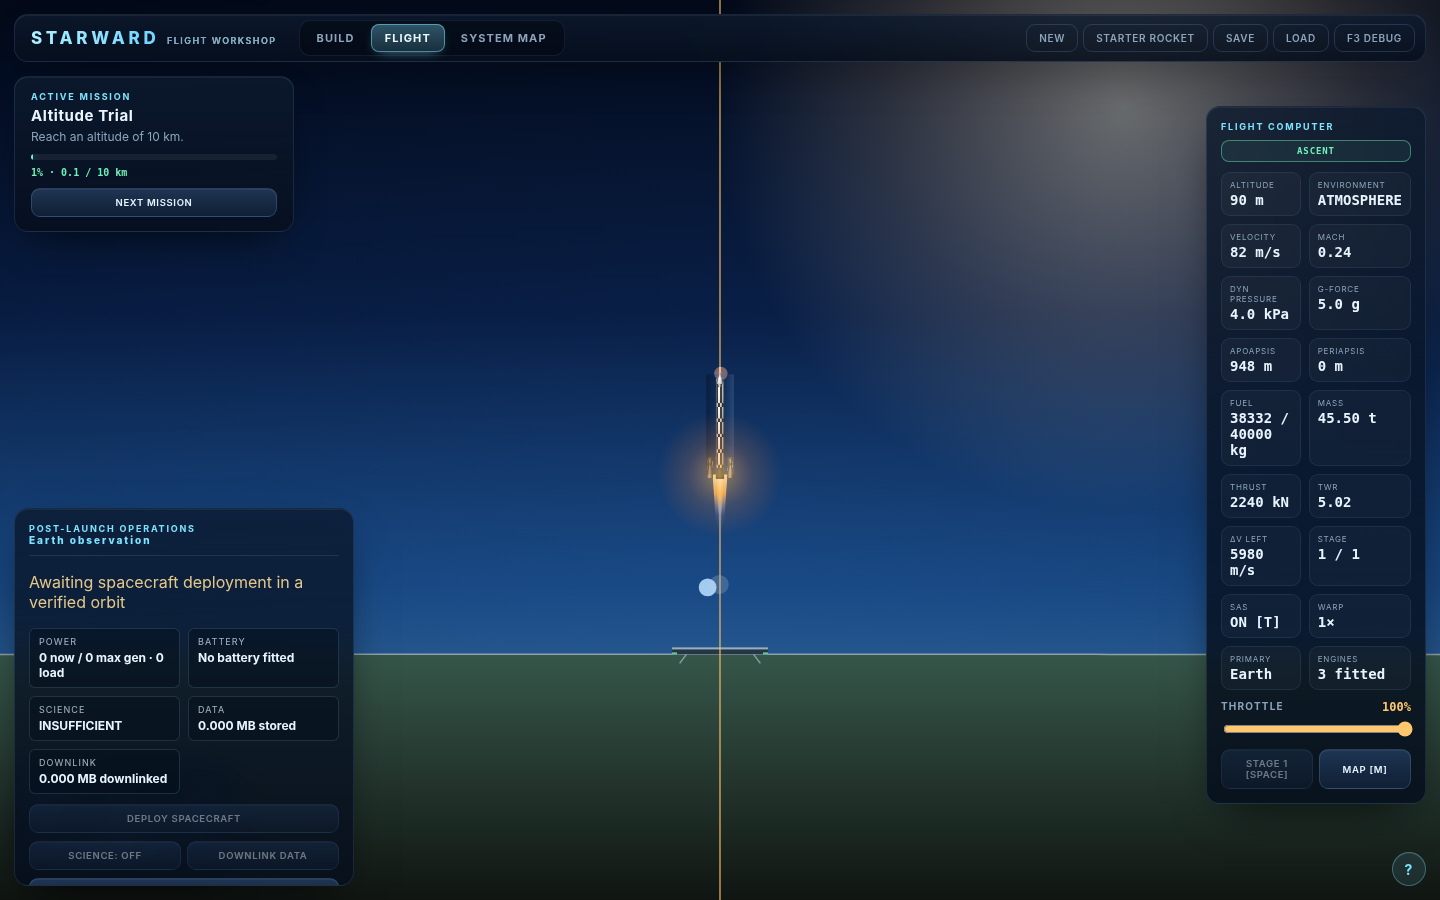 STARWARD FLIGHT WORKSHOP
BUILD
FLIGHT
SYSTEM MAP
NEW
STARTER ROCKET
SAVE
LOAD
F3 DEBUG
ACTIVE MISSION
Altitude Trial
Reach an altitude of 10 km.
1% · 0.1 / 10 km
NEXT MISSION
POST-LAUNCH OPERATIONS
Earth observation
Awaiting spacecraft deployment in a
verified orbit
POWER
0 now / 0 max gen · 0
load
BATTERY
No battery fitted
SCIENCE
INSUFFICIENT
DATA
0.000 MB stored
DOWNLINK
0.000 MB downlinked
DEPLOY SPACECRAFT
SCIENCE: OFF
DOWNLINK DATA
FLIGHT COMPUTER
ASCENT
ALTITUDE
90 m
ENVIRONMENT
ATMOSPHERE
VELOCITY
82 m/s
MACH
0.24
DYN
PRESSURE
4.0 kPa
G-FORCE
5.0 g
APOAPSIS
948 m
PERIAPSIS
0 m
FUEL
38332 /
40000
kg
MASS
45.50 t
THRUST
2240 kN
TWR
5.02
ΔV LEFT
5980
m/s
STAGE
1 / 1
SAS
ON [T]
WARP
1×
PRIMARY
Earth
ENGINES
3 fitted
THROTTLE
100%
STAGE 1
[SPACE]
MAP [M]
?